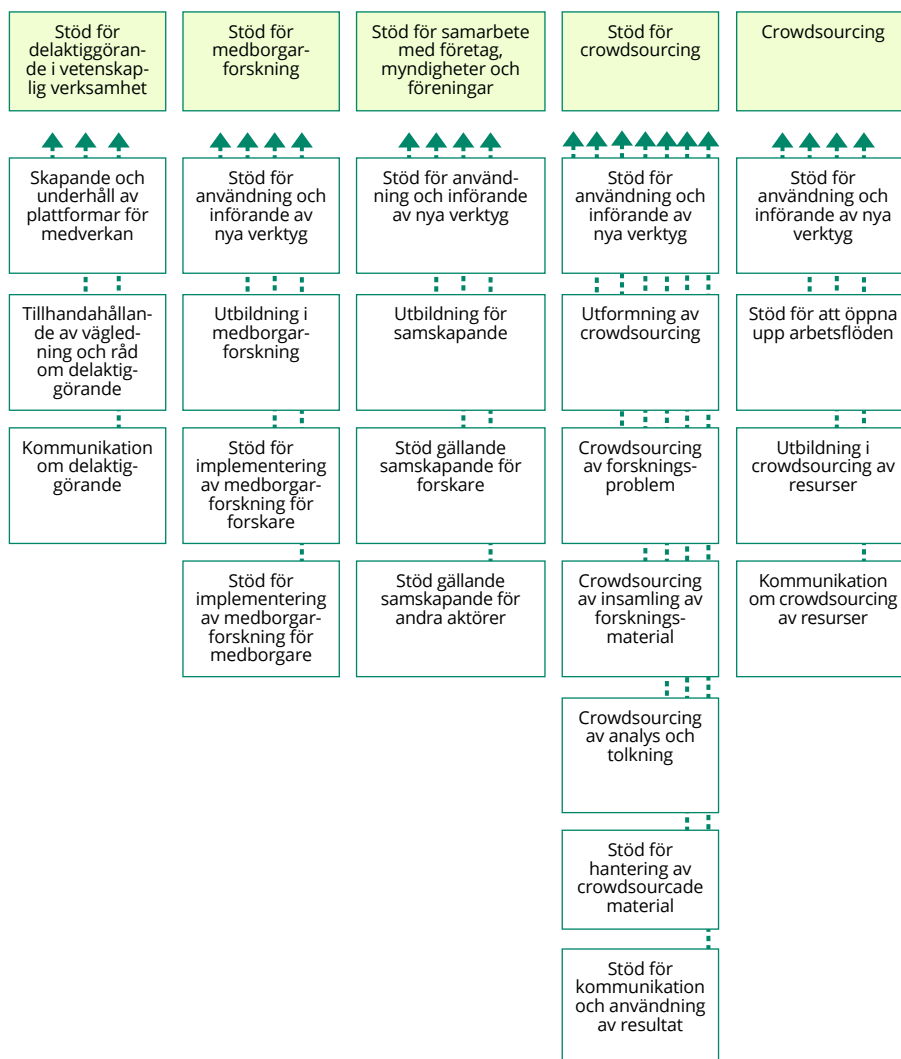 Stöd för
delaktiggöran-
de i vetenskap-
lig verksamhet
Stöd för
medborgar-
forskning
Stöd för samarbete
med företag,
myndigheter och
föreningar
Stöd för
crowdsourcing
Crowdsourcing
Skapande och
underhåll av
plattformar för
medverkan
Stöd för
användning och
införande av
nya verktyg
Stöd för använd-
ning och införande
av nya verktyg
Stöd för
användning och
införande av
nya verktyg
Stöd för
användning och
införande av nya
verktyg
Tillhandahållan-
de av vägled-
ning och råd
om delaktig-
görande
Utbildning i
medborgar-
forskning
Utbildning för
samskapande
Utformning av
crowdsourcing
Stöd för att öppna
upp arbetsflöden
Kommunikation
om delaktig-
görande
Stöd för
implementering
av medborgar-
forskning för
forskare
Stöd gällande
samskapande för
forskare
Crowdsourcing
av forsknings-
problem
Utbildning i
crowdsourcing av
resurser
Stöd för
implementering
av medborgar-
forskning för
medborgare
Stöd gällande
samskapande för
andra aktörer
Crowdsourcing
av insamling av
forsknings-
material
Kommunikation
om crowdsourcing
av resurser
Crowdsourcing
av analys och
tolkning
Stöd för
hantering av
crowdsourcade
material
Stöd för
kommunikation
och användning
av resultat